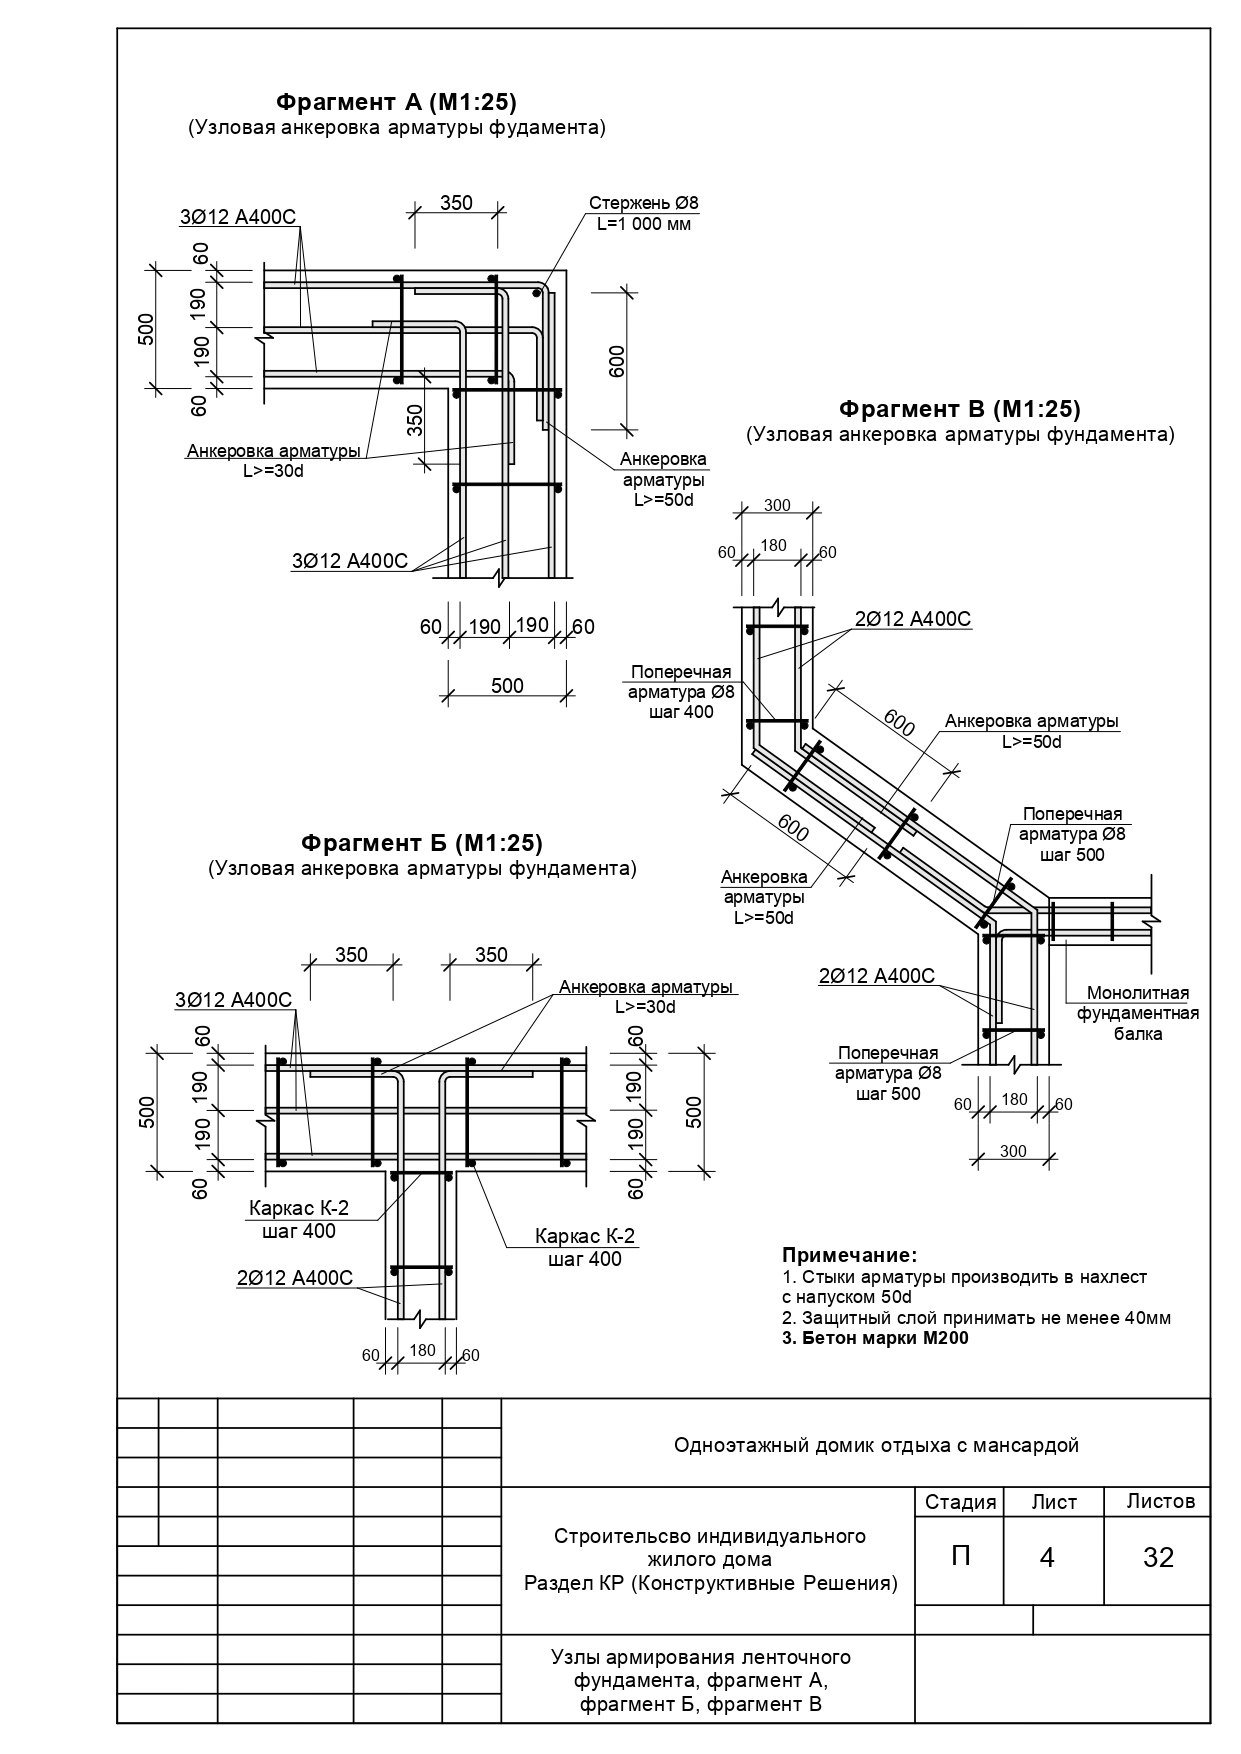 Фрагмент А (М1:25)
(Узловая анкеровка арматуры фудамента)
350
Стержень Ø8
L=1 000 мм
3Ø12 А400С
60
190
190
60
500
600
350
Анкеровка арматуры
L>=30d
Анкеровка
арматуры
L>=50d
3Ø12 А400С
60
190
190
60
500
Фрагмент В (М1:25)
(Узловая анкеровка арматуры фундамента)
300
60
180
60
2Ø12 А400С
Поперечная
арматура Ø8
шаг 400
600
Анкеровка арматуры
L>=50d
600
Поперечная
арматура Ø8
шаг 500
Анкеровка
арматуры
L>=50d
2Ø12 А400С
Монолитная
фундаментная
балка
Поперечная
арматура Ø8
шаг 500
60
180
60
300
Фрагмент Б (М1:25)
(Узловая анкеровка арматуры фундамента)
350
350
Анкеровка арматуры
L>=30d
3Ø12 А400С
60
190
190
60
500
60
190
190
60
500
Каркас К-2
шаг 400
Каркас К-2
шаг 400
2Ø12 А400С
60
180
60
Примечание:
1. Стыки арматуры производить в нахлест
с напуском 50d
2. Защитный слой принимать не менее 40мм
3. Бетон марки М200
Одноэтажный домик отдыха с мансардой
Строительсво индивидуального
жилого дома
Раздел КР (Конструктивные Решения)
Стадия
Лист
Листов
П
4
32
Узлы армирования ленточного
фундамента, фрагмент А,
фрагмент Б, фрагмент В